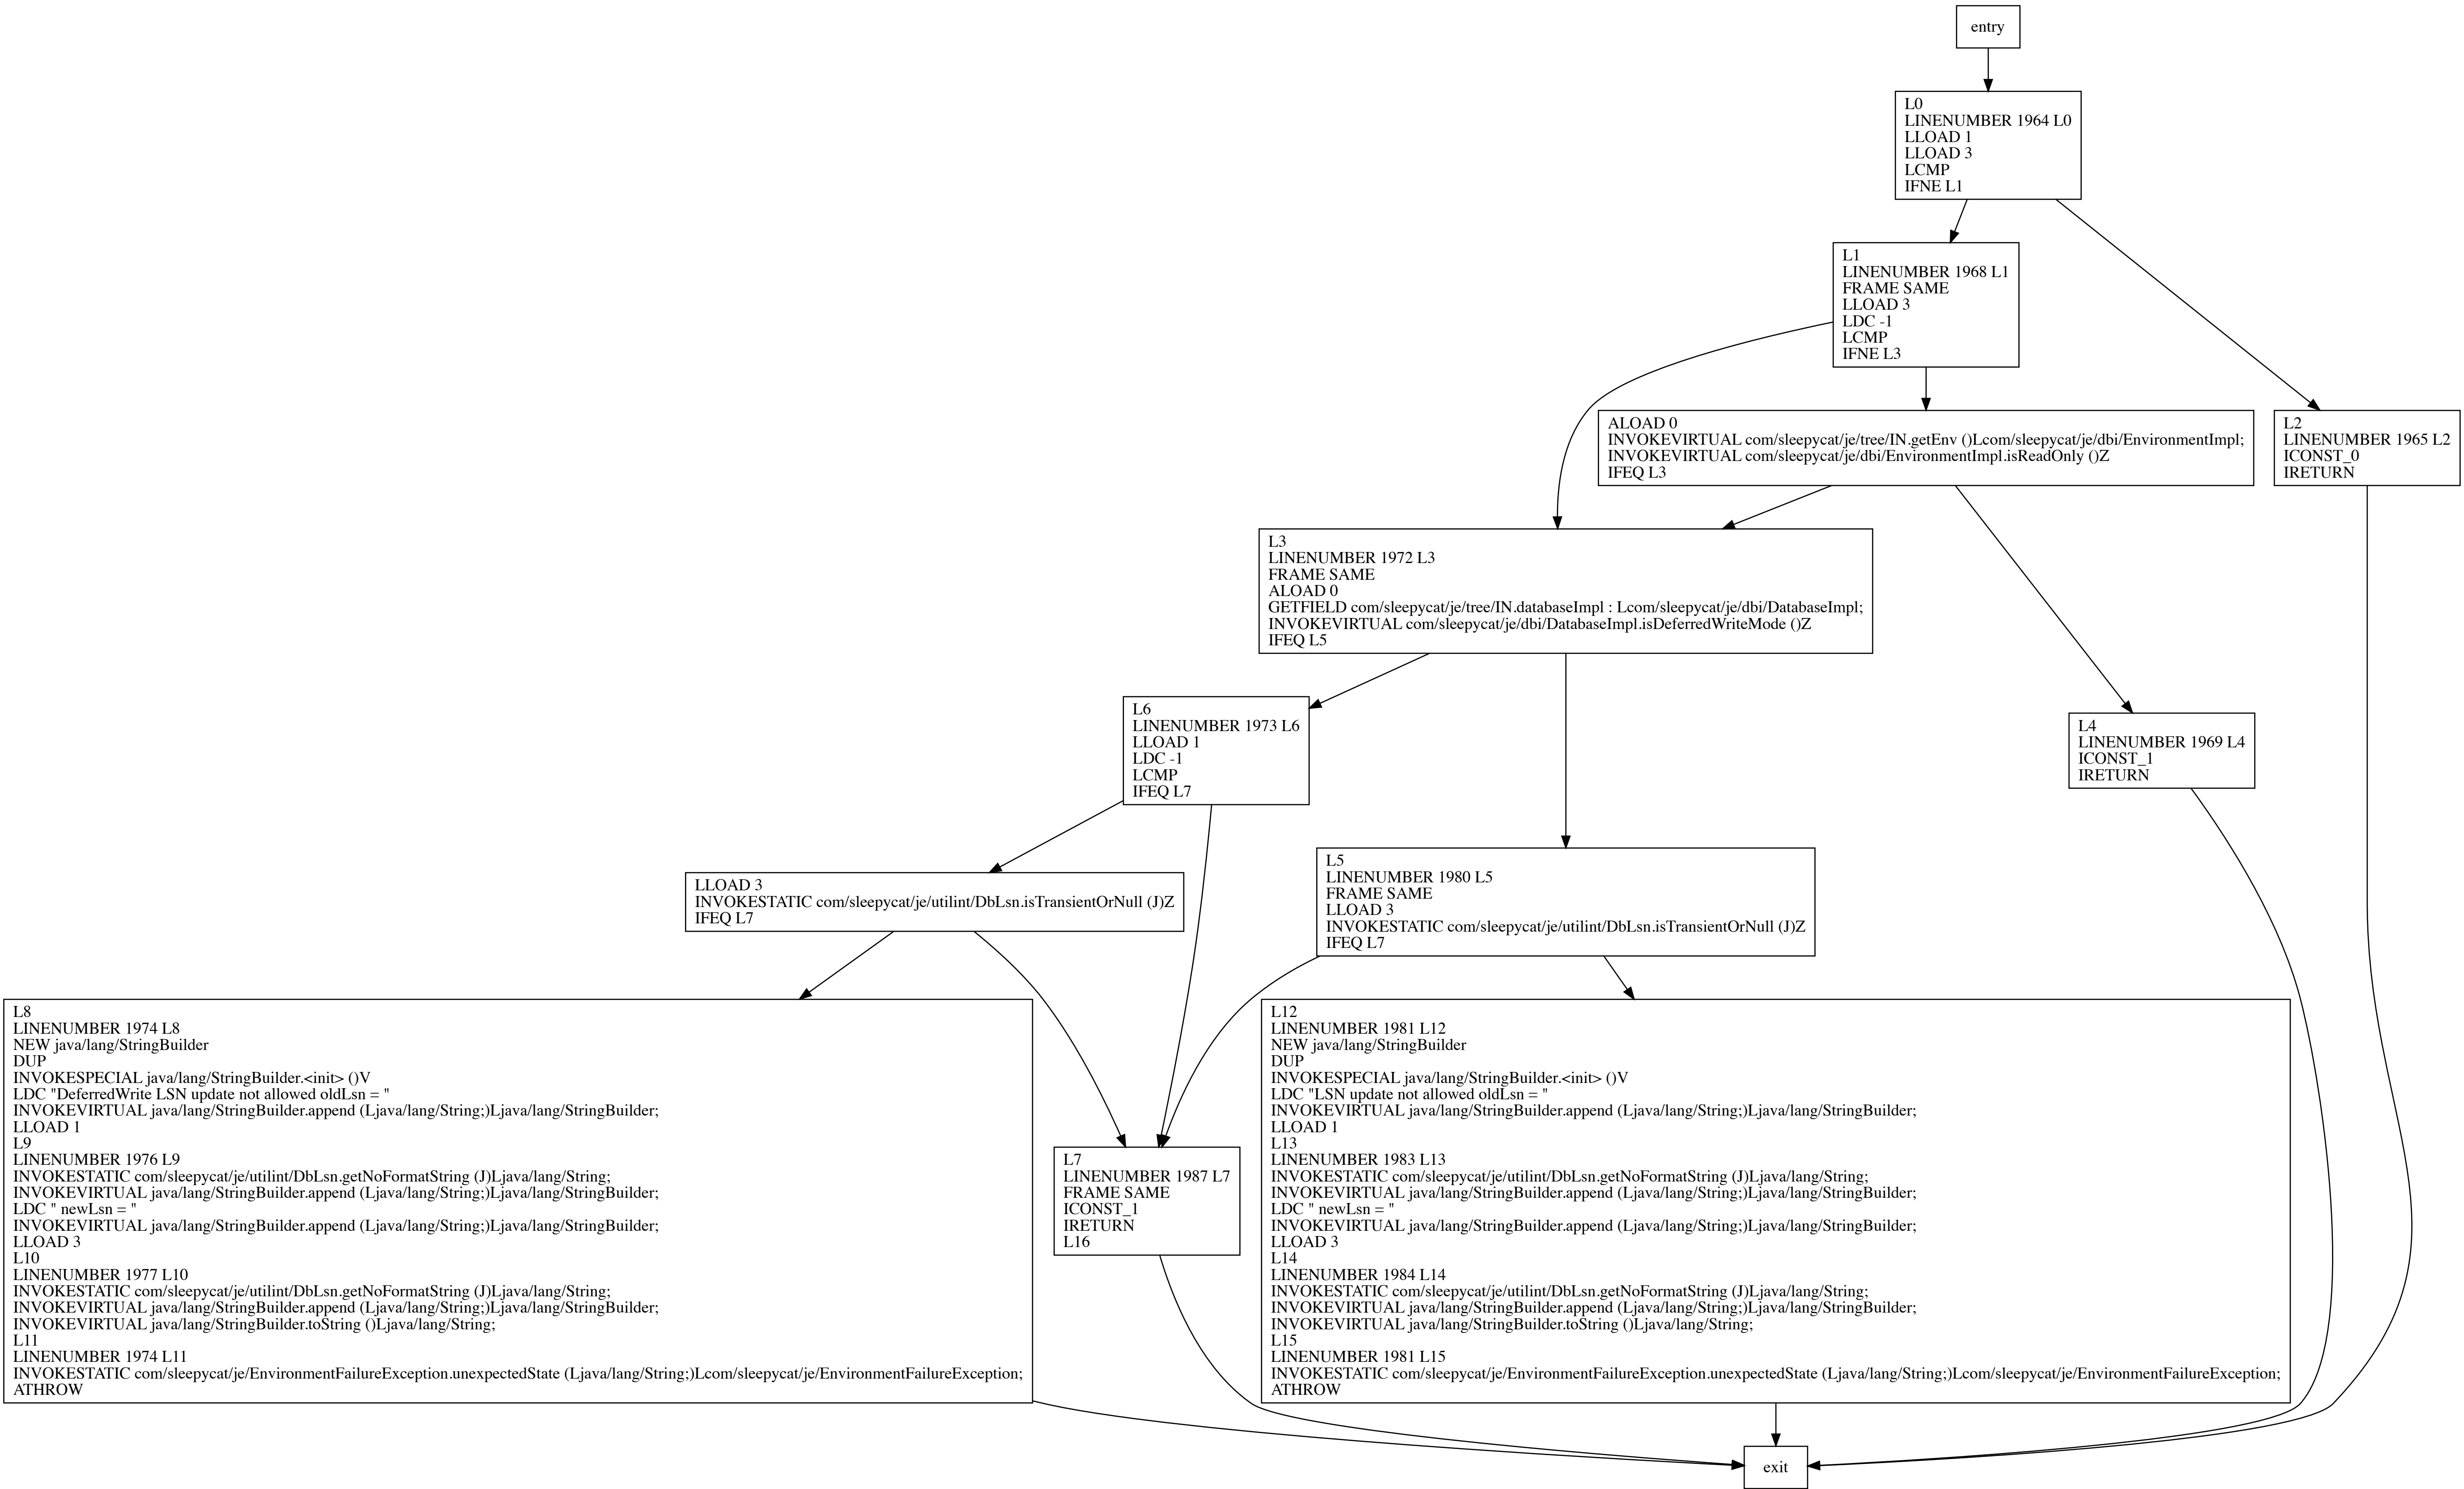 entry
L0
LINENUMBER 1964 L0
LLOAD 1
LLOAD 3
LCMP
IFNE L1
L1
LINENUMBER 1968 L1
FRAME SAME
LLOAD 3
LDC -1
LCMP
IFNE L3
ALOAD 0
INVOKEVIRTUAL com/sleepycat/je/tree/IN.getEnv ()Lcom/sleepycat/je/dbi/EnvironmentImpl;
INVOKEVIRTUAL com/sleepycat/je/dbi/EnvironmentImpl.isReadOnly ()Z
IFEQ L3
L2
LINENUMBER 1965 L2
ICONST_0
IRETURN
L3
LINENUMBER 1972 L3
FRAME SAME
ALOAD 0
GETFIELD com/sleepycat/je/tree/IN.databaseImpl : Lcom/sleepycat/je/dbi/DatabaseImpl;
INVOKEVIRTUAL com/sleepycat/je/dbi/DatabaseImpl.isDeferredWriteMode ()Z
IFEQ L5
L6
LINENUMBER 1973 L6
LLOAD 1
LDC -1
LCMP
IFEQ L7
L4
LINENUMBER 1969 L4
ICONST_1
IRETURN
LLOAD 3
INVOKESTATIC com/sleepycat/je/utilint/DbLsn.isTransientOrNull (J)Z
IFEQ L7
L5
LINENUMBER 1980 L5
FRAME SAME
LLOAD 3
INVOKESTATIC com/sleepycat/je/utilint/DbLsn.isTransientOrNull (J)Z
IFEQ L7
L8
LINENUMBER 1974 L8
NEW java/lang/StringBuilder
DUP
INVOKESPECIAL java/lang/StringBuilder.<init> ()V
LDC "DeferredWrite LSN update not allowed oldLsn = "
INVOKEVIRTUAL java/lang/StringBuilder.append (Ljava/lang/String;)Ljava/lang/StringBuilder;
LLOAD 1
L9
LINENUMBER 1976 L9
INVOKESTATIC com/sleepycat/je/utilint/DbLsn.getNoFormatString (J)Ljava/lang/String;
INVOKEVIRTUAL java/lang/StringBuilder.append (Ljava/lang/String;)Ljava/lang/StringBuilder;
LDC " newLsn = "
INVOKEVIRTUAL java/lang/StringBuilder.append (Ljava/lang/String;)Ljava/lang/StringBuilder;
LLOAD 3
L10
LINENUMBER 1977 L10
INVOKESTATIC com/sleepycat/je/utilint/DbLsn.getNoFormatString (J)Ljava/lang/String;
INVOKEVIRTUAL java/lang/StringBuilder.append (Ljava/lang/String;)Ljava/lang/StringBuilder;
INVOKEVIRTUAL java/lang/StringBuilder.toString ()Ljava/lang/String;
L11
LINENUMBER 1974 L11
INVOKESTATIC com/sleepycat/je/EnvironmentFailureException.unexpectedState (Ljava/lang/String;)Lcom/sleepycat/je/EnvironmentFailureException;
ATHROW
L7
LINENUMBER 1987 L7
FRAME SAME
ICONST_1
IRETURN
L16
L12
LINENUMBER 1981 L12
NEW java/lang/StringBuilder
DUP
INVOKESPECIAL java/lang/StringBuilder.<init> ()V
LDC "LSN update not allowed oldLsn = "
INVOKEVIRTUAL java/lang/StringBuilder.append (Ljava/lang/String;)Ljava/lang/StringBuilder;
LLOAD 1
L13
LINENUMBER 1983 L13
INVOKESTATIC com/sleepycat/je/utilint/DbLsn.getNoFormatString (J)Ljava/lang/String;
INVOKEVIRTUAL java/lang/StringBuilder.append (Ljava/lang/String;)Ljava/lang/StringBuilder;
LDC " newLsn = "
INVOKEVIRTUAL java/lang/StringBuilder.append (Ljava/lang/String;)Ljava/lang/StringBuilder;
LLOAD 3
L14
LINENUMBER 1984 L14
INVOKESTATIC com/sleepycat/je/utilint/DbLsn.getNoFormatString (J)Ljava/lang/String;
INVOKEVIRTUAL java/lang/StringBuilder.append (Ljava/lang/String;)Ljava/lang/StringBuilder;
INVOKEVIRTUAL java/lang/StringBuilder.toString ()Ljava/lang/String;
L15
LINENUMBER 1981 L15
INVOKESTATIC com/sleepycat/je/EnvironmentFailureException.unexpectedState (Ljava/lang/String;)Lcom/sleepycat/je/EnvironmentFailureException;
ATHROW
exit